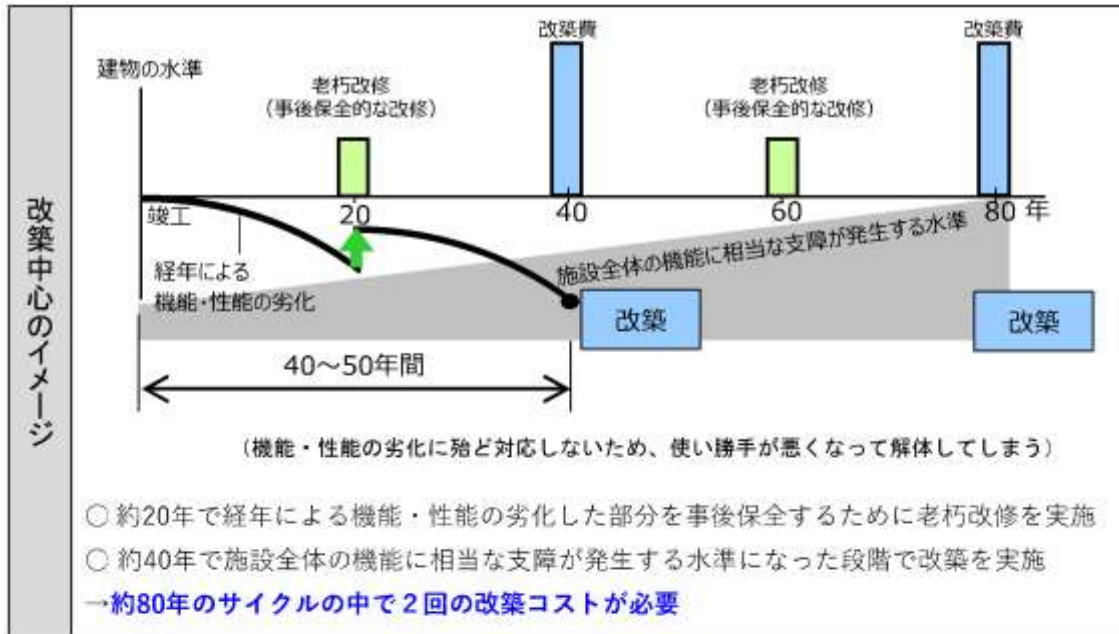 改築中心のイメージ
改築費
改築費
建物の水準
老朽改修
(事後保全的な改修)
老朽改修
(事後保全的な改修)
竣工
20
40
60
80 年
経年による
機能・性能の劣化
施設全体の機能に相当な支障が発生する水準
改築
改築
40～50年間
(機能・性能の劣化に殆ど対応しないため、使い勝手が悪くなって解体してしまう)
○ 約20年で経年による機能・性能の劣化した部分を事後保全するために老朽改修を実施
○ 約40年で施設全体の機能に相当な支障が発生する水準になった段階で改築を実施
→約80年のサイクルの中で２回の改築コストが必要